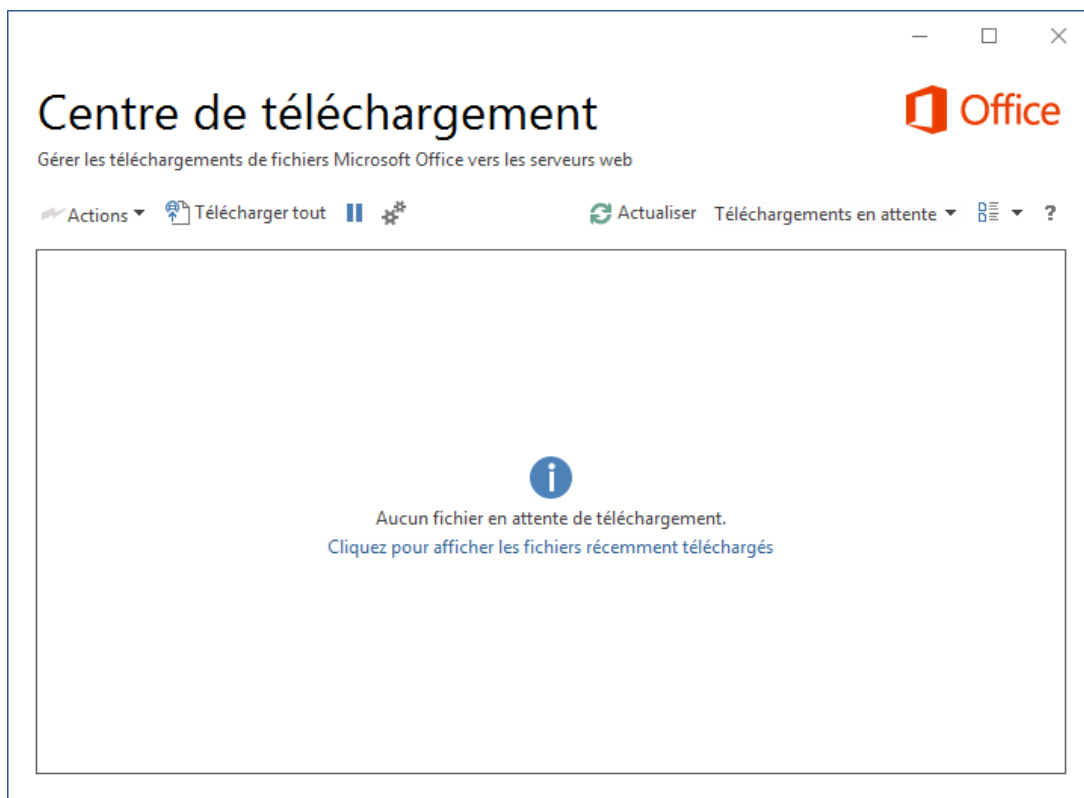 Centre de téléchargement
Office
Gérer les téléchargements de fichiers Microsoft Office vers les serveurs web
Actions Télécharger tout Actualiser Téléchargements en attente ?
Aucun fichier en attente de téléchargement.
Cliquez pour afficher les fichiers récemment téléchargés